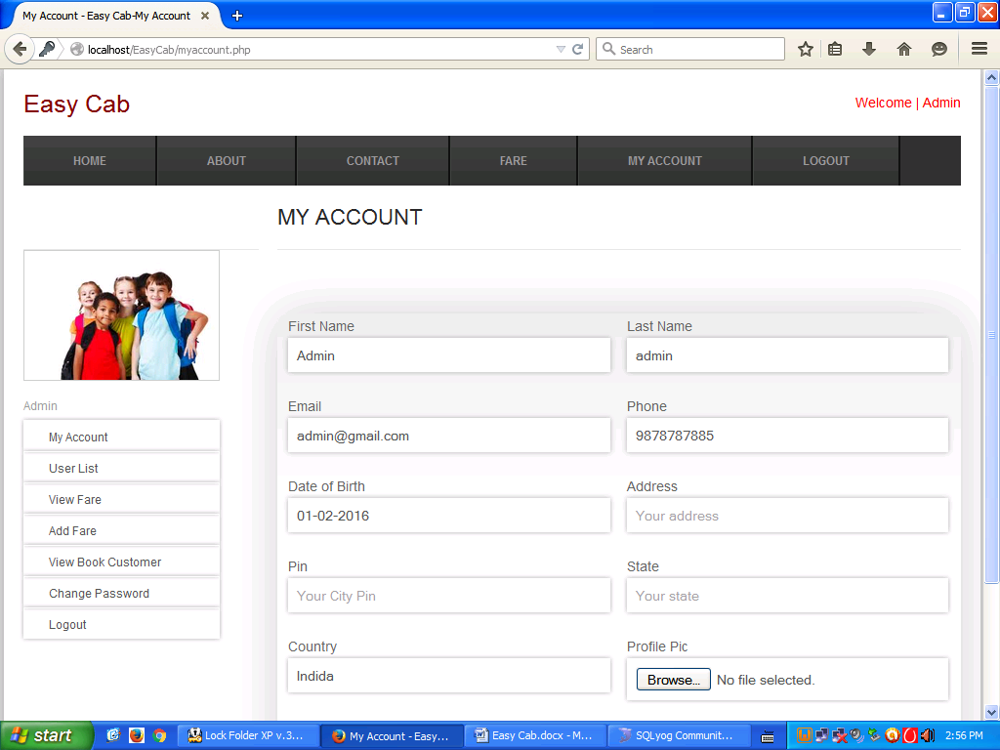 My Account - Easy Cab-My Account
localhost/EasyCab/myaccount.php
Search
Easy Cab
Welcome | Admin
HOME ABOUT CONTACT FARE MY ACCOUNT LOGOUT
MY ACCOUNT
Admin
My Account
User List
View Fare
Add Fare
View Book Customer
Change Password
Logout
First Name Last Name
Admin admin
Email Phone
admin@gmail.com 9878787885
Date of Birth Address
01-02-2016 Your address
Pin State
Your City Pin Your state
Country Profile Pic
Indida Browse... No file selected.
start Lock Folder XP v.3... My Account - Easy... Easy Cab.docx - M... SQLyog Communit... 2:56 PM